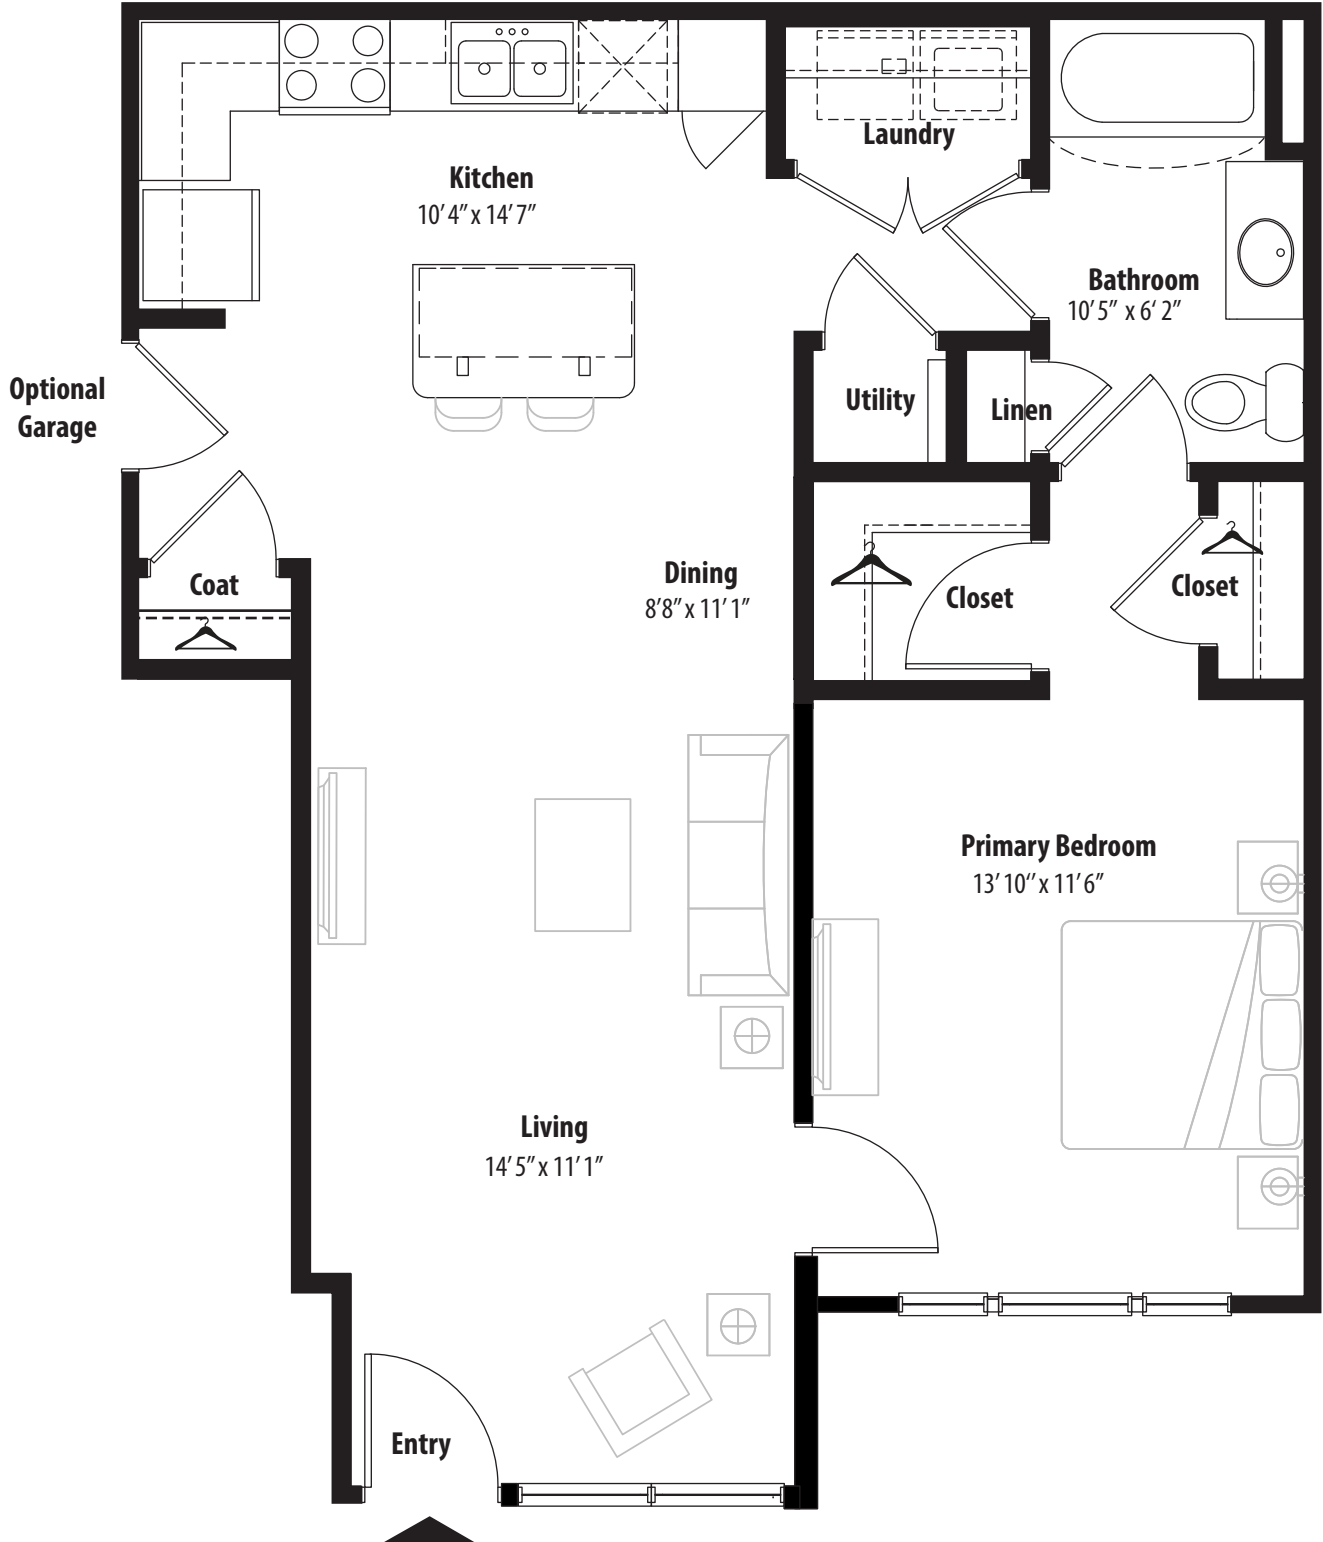 Laundry
Kitchen
10' 4” x 14' 7”
Bathroom
10' 5” x 6‘ 2”
Optional
Garage
Utility
Linen
Coat
Dining
8'8” x 11' 1”
Closet
Closet
Primary Bedroom
13' 10‘’ x 11' 6”
Living
14' 5” x 11' 1”
Entry